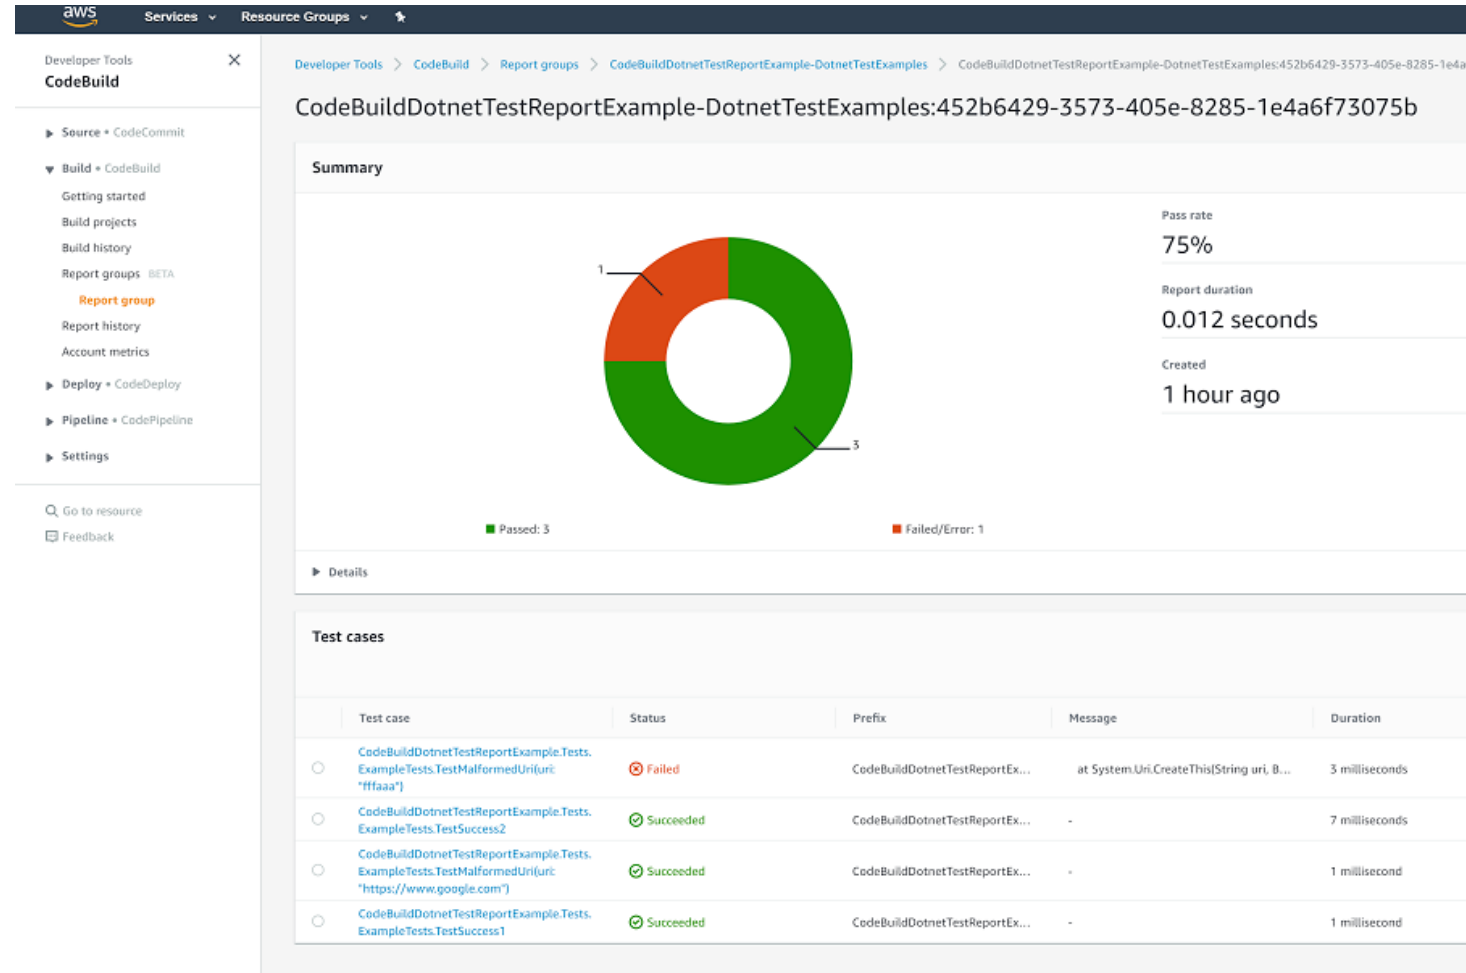 aws Services Resource Groups
Developer Tools
CodeBuild
Source • CodeCommit
Build • CodeBuild
Getting started
Build projects
Build history
Report groups BETA
Report group
Report history
Account metrics
Deploy • CodeDeploy
Pipeline • CodePipeline
Settings
Go to resource
Feedback
Developer Tools > CodeBuild > Report groups > CodeBuildDotnetTestReportExample-DotnetTestExamples > CodeBuildDotnetTestReportExample-DotnetTestExamples:452b6429-3573-405e-8285-1e4a
CodeBuildDotnetTestReportExample-DotnetTestExamples:452b6429-3573-405e-8285-1e4a6f73075b
Summary
1
3
Passed: 3
Failed/Error: 1
Pass rate
75%
Report duration
0.012 seconds
Created
1 hour ago
Details
Test cases
Test case Status Prefix Message Duration
CodeBuildDotnetTestReportExample.Tests.
ExampleTests.TestMalformedUri(uri: Failed CodeBuildDotnetTestReportEx... at System.Uri.CreateThis(String uri, B... 3 milliseconds
"fffaaa")
CodeBuildDotnetTestReportExample.Tests.
ExampleTests.TestSuccess2 Succeeded CodeBuildDotnetTestReportEx... - 7 milliseconds
CodeBuildDotnetTestReportExample.Tests.
ExampleTests.TestMalformedUri(uri: Succeeded CodeBuildDotnetTestReportEx... - 1 millisecond
"https://www.google.com")
CodeBuildDotnetTestReportExample.Tests.
ExampleTests.TestSuccess1 Succeeded CodeBuildDotnetTestReportEx... - 1 millisecond